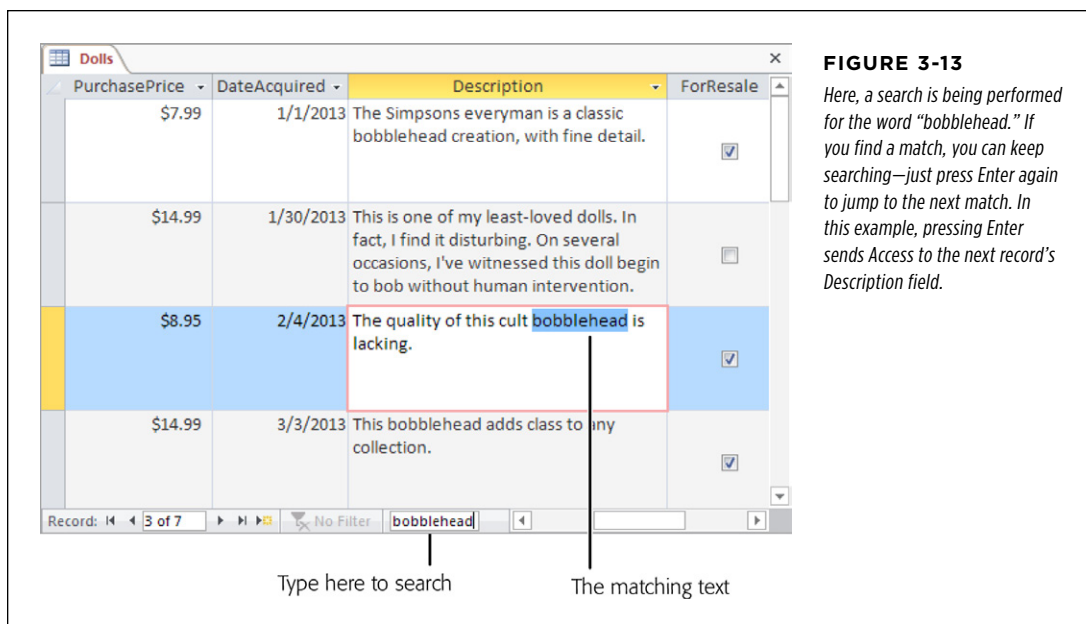 Dolls
PurchasePrice DateAcquired Description ForResale
$7.99 1/1/2013 The Simpsons everyman is a classic
bobblehead creation, with fine detail.
$14.99 1/30/2013 This is one of my least-loved dolls. In
fact, I find it disturbing. On several
occasions, I've witnessed this doll begin
to bob without human intervention.
$8.95 2/4/2013 The quality of this cult bobblehead is
lacking.
$14.99 3/3/2013 This bobblehead adds class to any
collection.
Record: 3 of 7 No Filter bobblehead
Type here to search
The matching text
FIGURE 3-13
Here, a search is being performed
for the word “bobblehead.” If
you find a match, you can keep
searching—just press Enter again
to jump to the next match. In
this example, pressing Enter
sends Access to the next record’s
Description field.